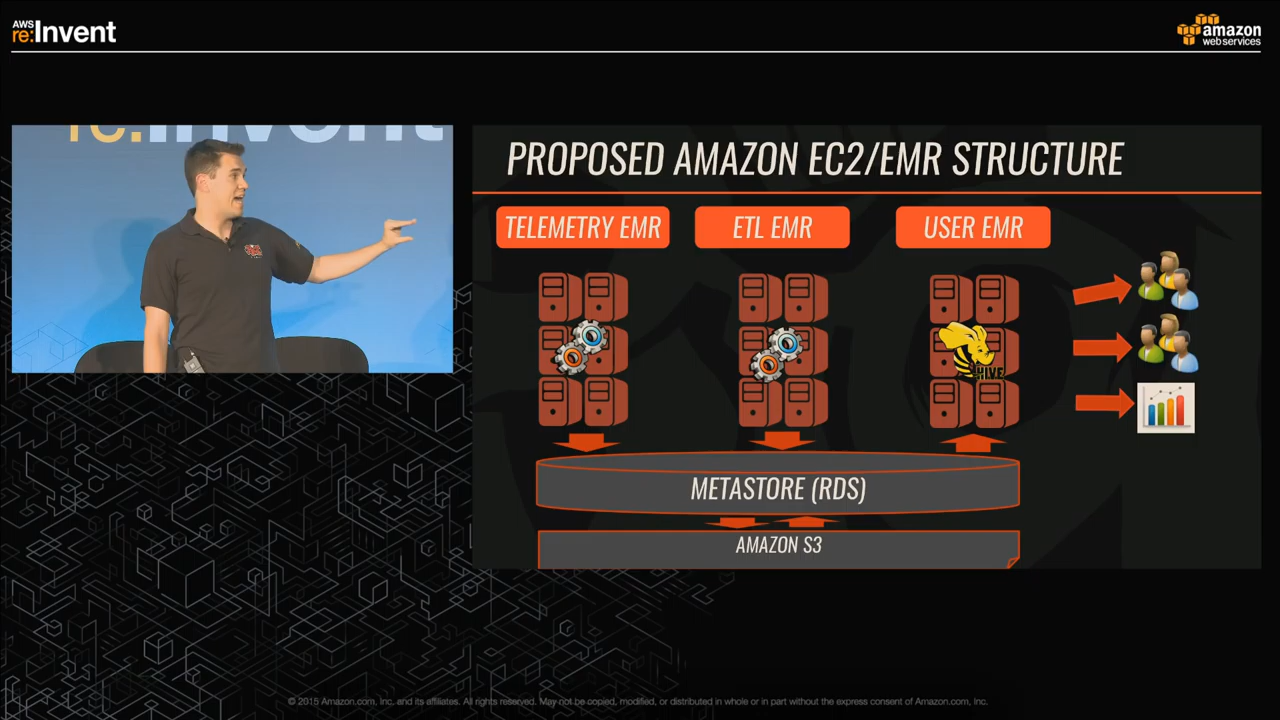 AWS
re:Invent
amazon
web services
re:Invent
PROPOSED AMAZON EC2/EMR STRUCTURE
TELEMETRY EMR
ETL EMR
USER EMR
HIVE
METASTORE (RDS)
AMAZON S3
© 2015 Amazon.com, Inc. and its affiliates. All rights reserved. May not be copied, modified, or distributed in whole or in part without the express consent of Amazon.com, Inc.